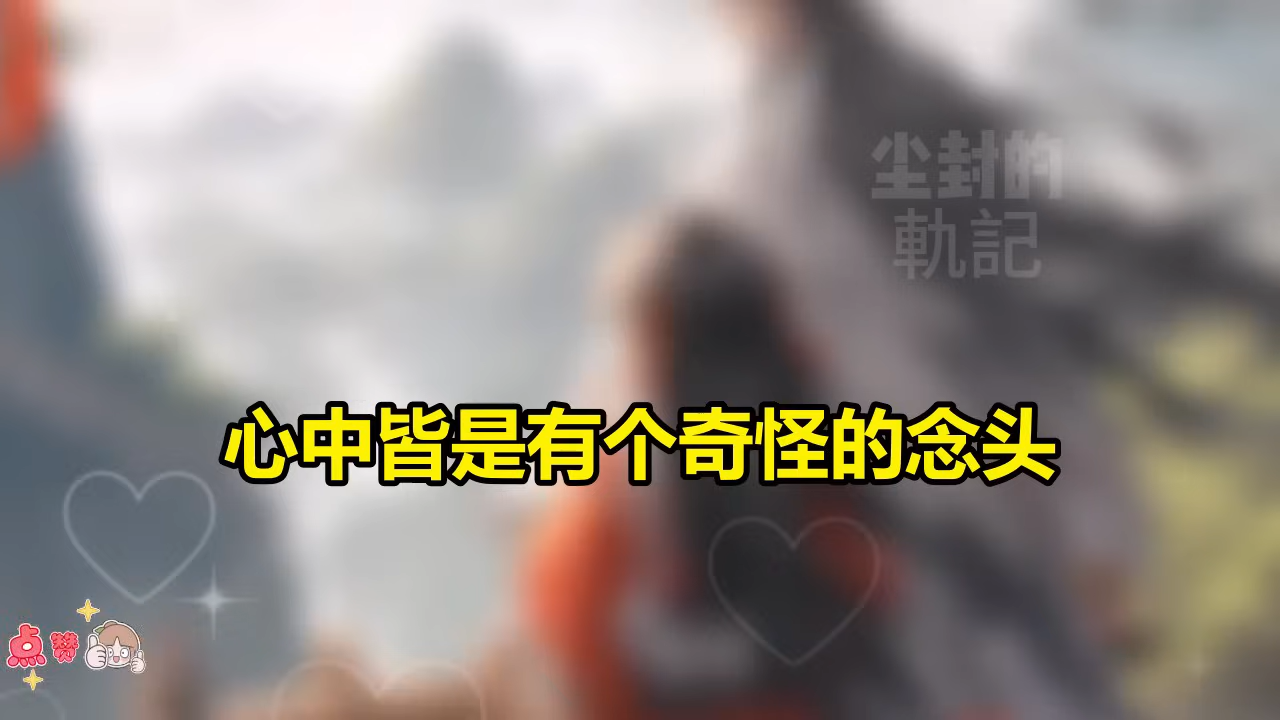 尘封的
軌記
心中皆是有个奇怪的念头
点赞